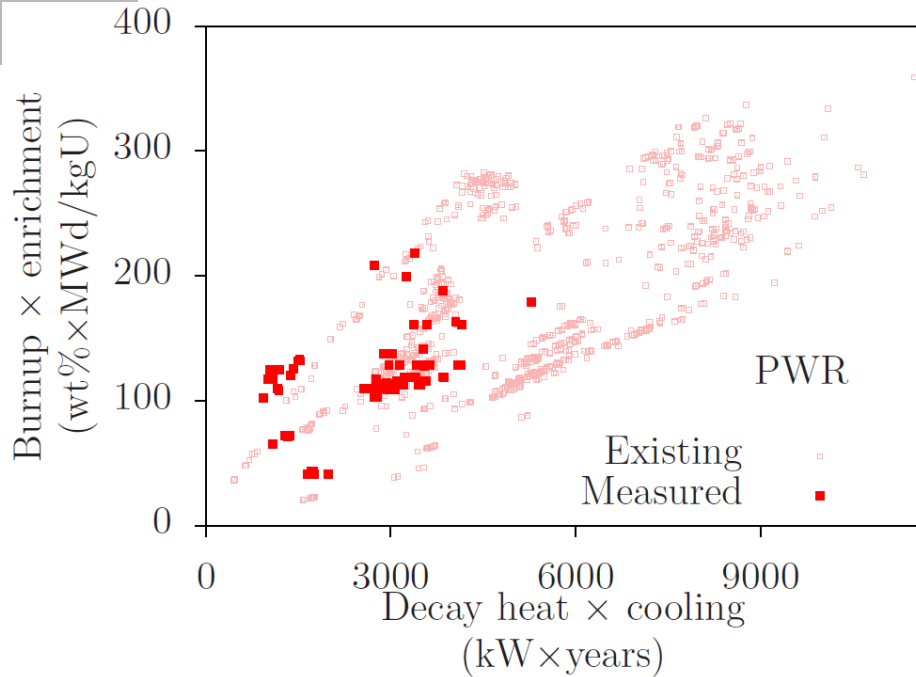 400
300
200
100
0
Burnup × enrichment
(wt%×MWd/kgU)
PWR
Existing
Measured
0 3000 6000 9000
Decay heat × cooling
(kW×years)